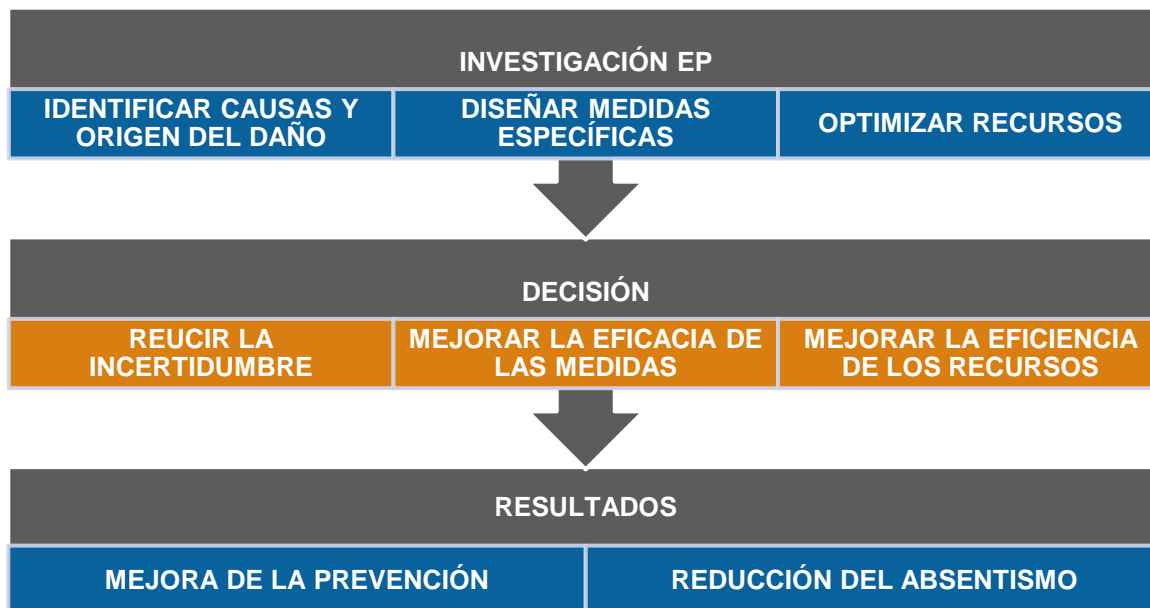 INVESTIGACIÓN EP
IDENTIFICAR CAUSAS Y
ORIGEN DEL DAÑO
DISEÑAR MEDIDAS
ESPECÍFICAS
OPTIMIZAR RECURSOS
DECISIÓN
REUCIR LA
INCERTIDUMBRE
MEJORAR LA EFICACIA DE
LAS MEDIDAS
MEJORAR LA EFICIENCIA
DE LOS RECURSOS
RESULTADOS
MEJORA DE LA PREVENCIÓN
REDUCCIÓN DEL ABSENTISMO